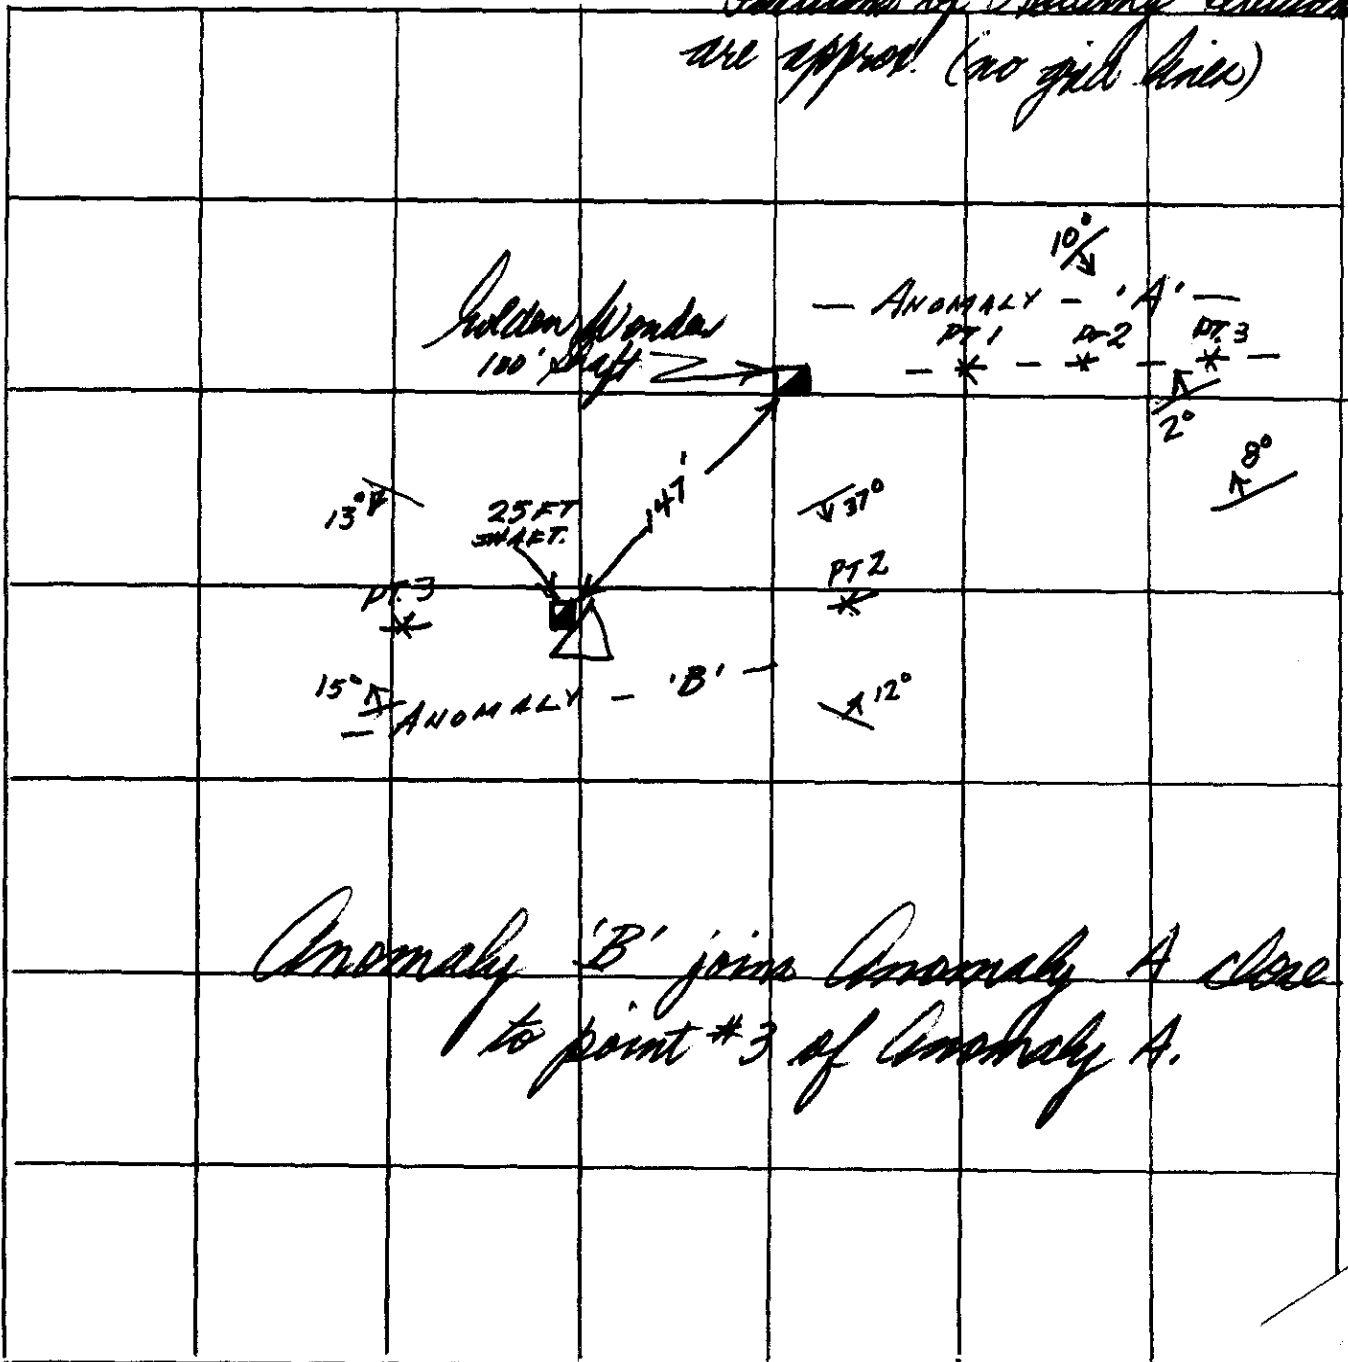 are approx. (no grid lines)
10°
— ANOMALY - 'A' —
PT. 1 PT 2 PT. 3
Golden Wonder
100' Shaft
2°
8°
147'
13°
25 FT
SHAFT.
37°
PT. 3
PT 2
15°
— ANOMALY — 'B' —
12°
Anomaly 'B' joins Anomaly A close
to point #3 of Anomaly A.